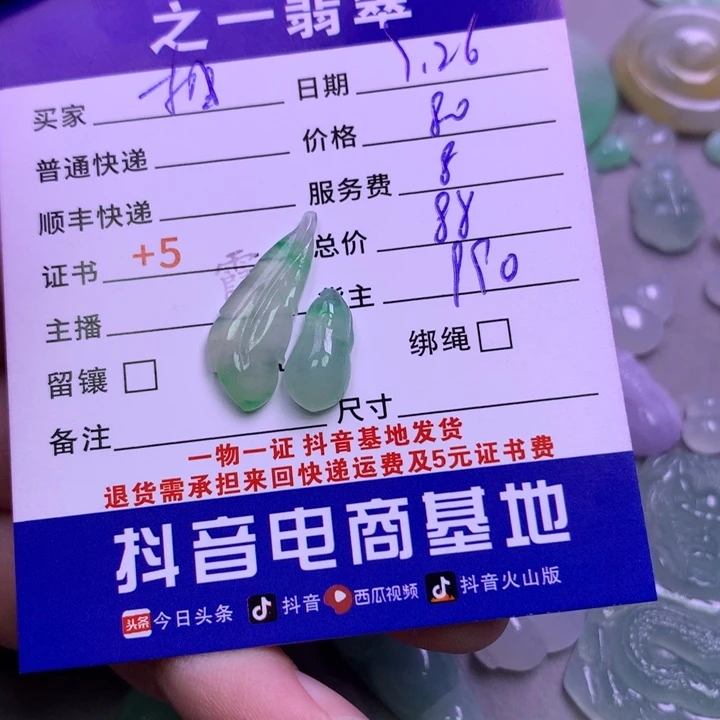 之一翡翠
买家 日期 1.26
普通快递 价格 80
顺丰快递 服务费 8
证书 +5 总价 88
主播 货主 150
留镶 绑绳
备注 尺寸
一物一证 抖音基地发货
退货需承担来回快递运费及5元证书费
抖音电商基地
头条 今日头条 抖音 西瓜视频 抖音火山版